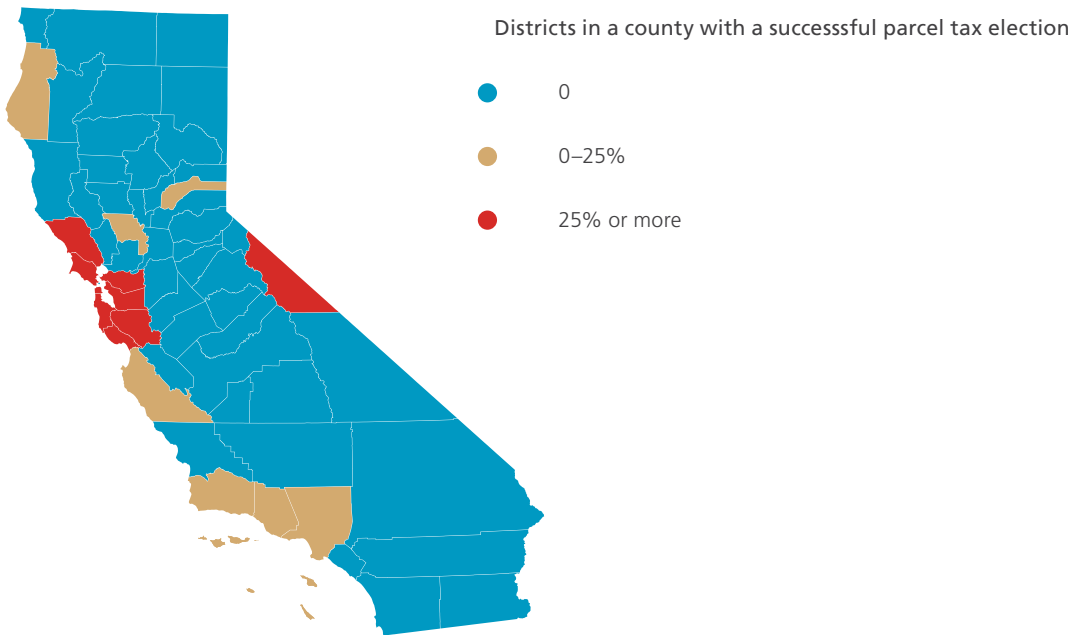 Districts in a county with a successsful parcel tax election
0
0–25%
25% or more